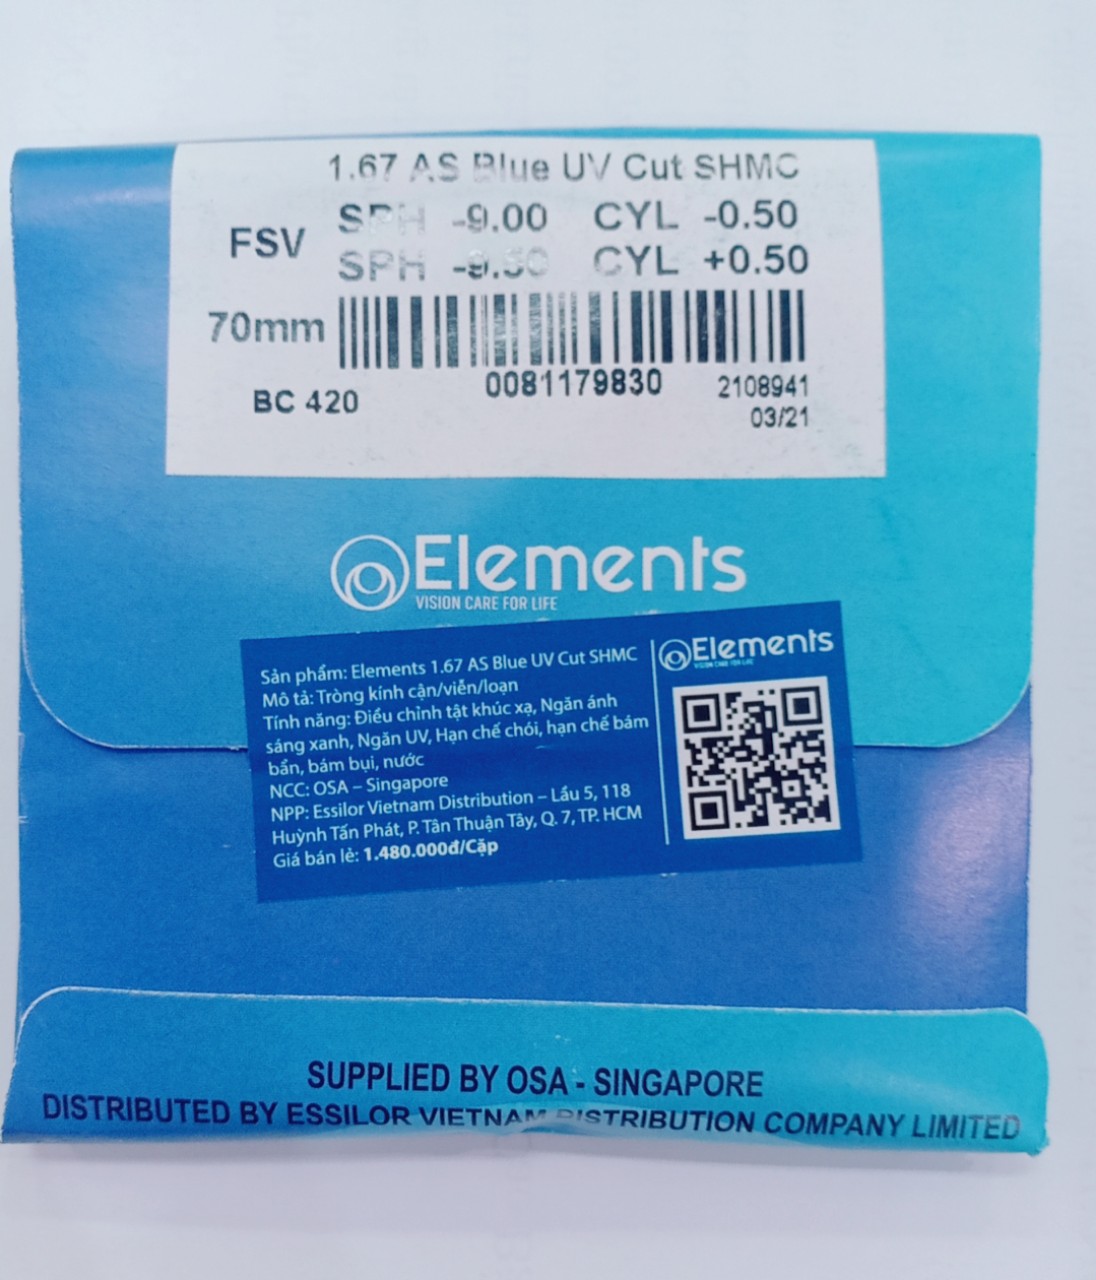 1.67 AS Blue UV Cut SHMC
FSV
SPH -9.00 CYL -0.50
SPH -9.50 CYL +0.50
70mm
0081179830
2108941
BC 420
03/21
Elements
VISION CARE FOR LIFE
Sản phẩm: Elements 1.67 AS Blue UV Cut SHMC
Mô tả: Tròng kính cận/viễn/loạn
Tính năng: Điều chỉnh tật khúc xạ, Ngăn ánh
sáng xanh, Ngăn UV, Hạn chế chói, hạn chế bám
bẩn, bám bụi, nước
NCC: OSA – Singapore
NPP: Essilor Vietnam Distribution – Lầu 5, 118
Huỳnh Tấn Phát, P. Tân Thuận Tây, Q. 7, TP. HCM
Giá bán lẻ: 1.480.000đ/Cặp
Elements
VISION CARE FOR LIFE
SUPPLIED BY OSA - SINGAPORE
DISTRIBUTED BY ESSILOR VIETNAM DISTRIBUTION COMPANY LIMITED